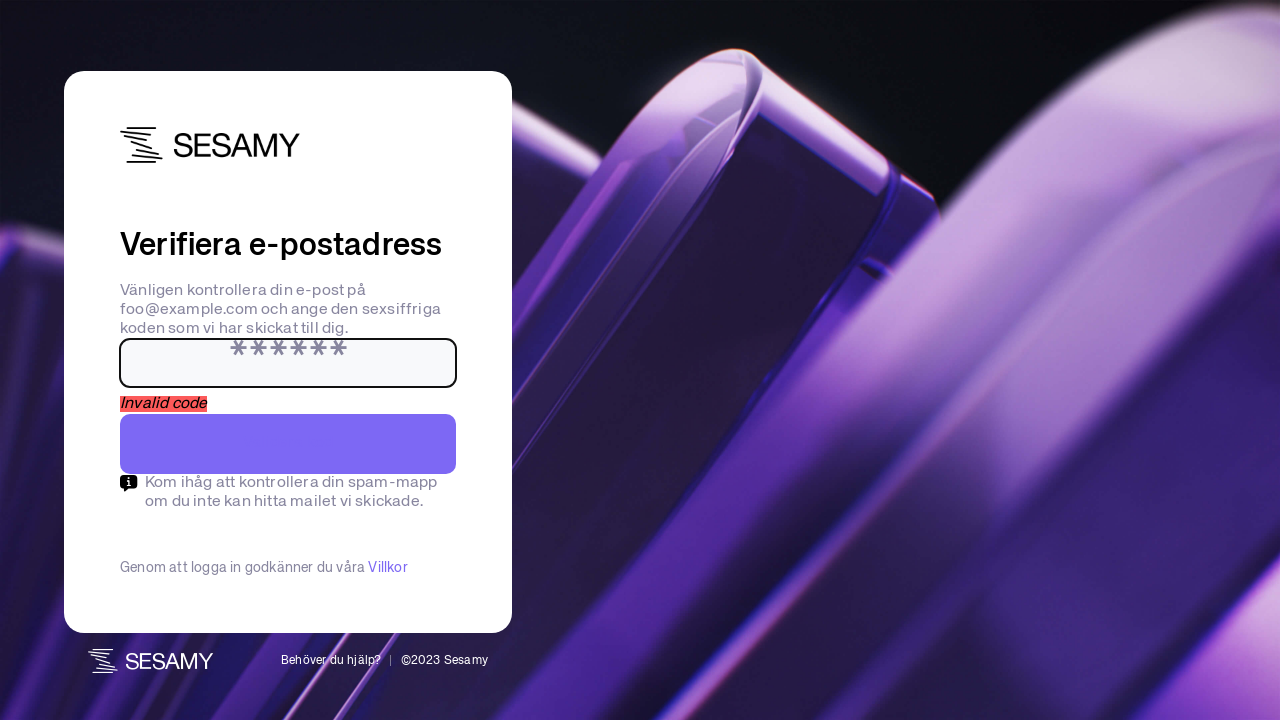 SESAMY
Verifiera e-postadress
Vänligen kontrollera din e-post på
foo@example.com och ange den sexsiffriga
koden som vi har skickat till dig.
******
Invalid code
Kom ihåg att kontrollera din spam-mapp
om du inte kan hitta mailet vi skickade.
Genom att logga in godkänner du våra Villkor
SESAMY
Behöver du hjälp? | ©2023 Sesamy